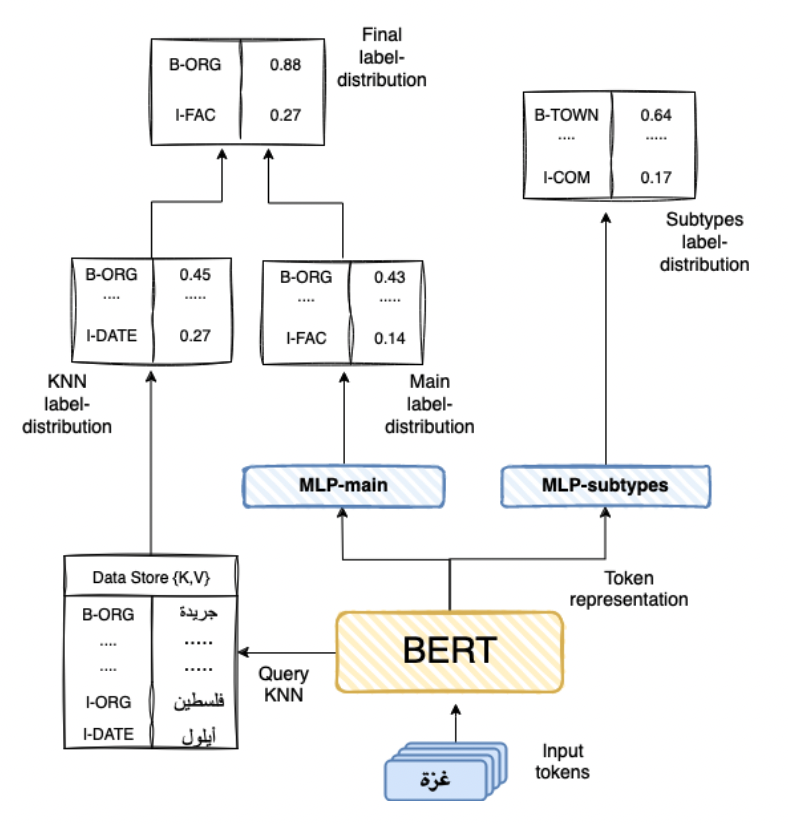 Final
label-
distribution
B-ORG 0.88
I-FAC 0.27
B-TOWN 0.64
.... .....
I-COM 0.17
Subtypes
label-
distribution
B-ORG 0.45
.... .....
I-DATE 0.27
B-ORG 0.43
.... .....
I-FAC 0.14
KNN
label-
distribution
Main
label-
distribution
MLP-main
MLP-subtypes
Data Store {K,V}
B-ORG جريدة
.... .....
.... .....
I-ORG فلسطين
I-DATE أيلول
Token
representation
BERT
Query
KNN
Input
tokens
غزة